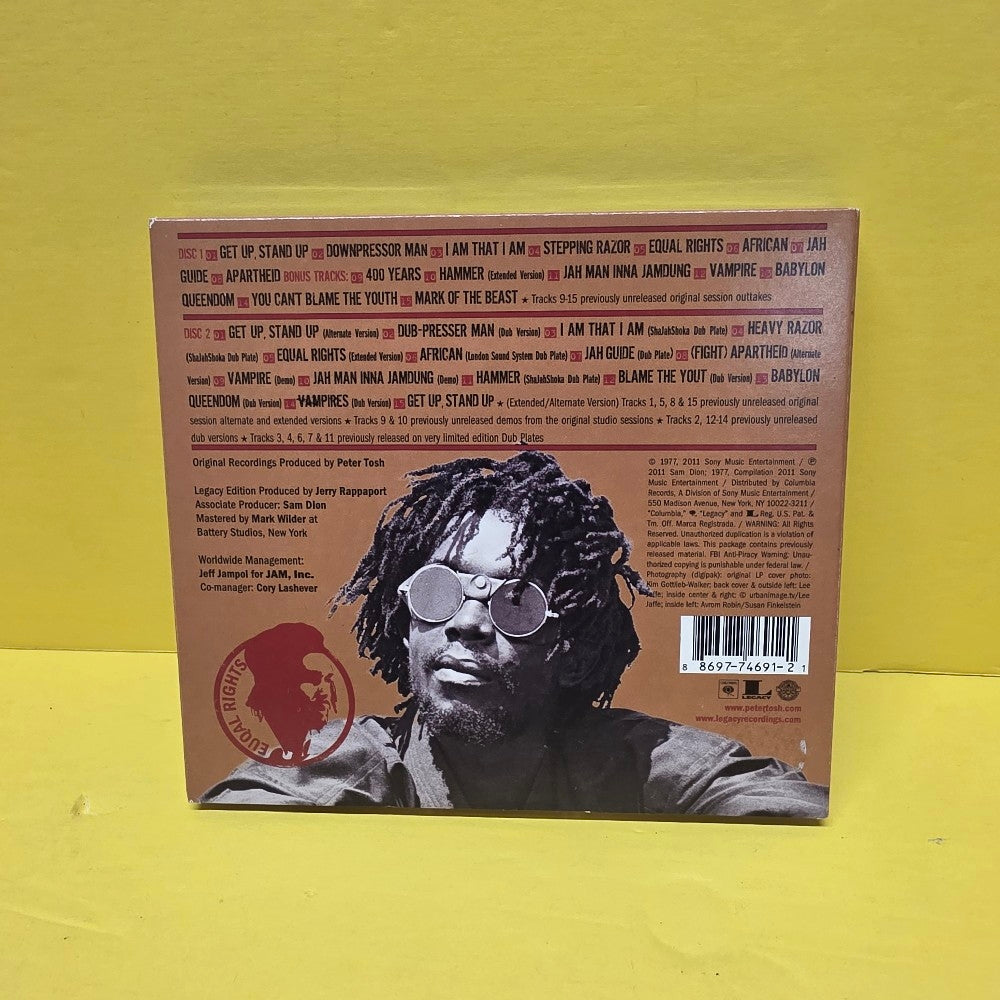 DISC 1 01 GET UP, STAND UP 02 DOWNPRESSOR MAN 03 I AM THAT I AM 04 STEPPING RAZOR 05 EQUAL RIGHTS 06 AFRICAN 07 JAH
GUIDE 08 APARTHEID BONUS TRACKS: 09 400 YEARS 10 HAMMER (Extended Version) 11 JAH MAN INNA JAMDUNG 12 VAMPIRE 13 BABYLON
QUEENDOM 14 YOU CAN'T BLAME THE YOUTH 15 MARK OF THE BEAST ★ Tracks 9-15 previously unreleased original session outtakes
DISC 2 01 GET UP, STAND UP (Alternate Version) 02 DUB-PRESSER MAN (Dub Version) 03 I AM THAT I AM (ShaJahShoka Dub Plate) 04 HEAVY RAZOR
(ShaJahShoka Dub Plate) 05 EQUAL RIGHTS (Extended Version) 06 AFRICAN (London Sound System Dub Plate) 07 JAH GUIDE (Dub Plate) 08 (FIGHT) APARTHEID (Alternate
Version) 09 VAMPIRE (Demo) 10 JAH MAN INNA JAMDUNG (Demo) 11 HAMMER (ShaJahShoka Dub Plate) 12 BLAME THE YOUT (Dub Version) 13 BABYLON
QUEENDOM (Dub Version) 14 VAMPIRES (Dub Version) 15 GET UP, STAND UP ★ (Extended/Alternate Version) Tracks 1, 5, 8 & 15 previously unreleased original
session alternate and extended versions ★ Tracks 9 & 10 previously unreleased demos from the original studio sessions ★ Tracks 2, 12-14 previously unreleased
dub versions ★ Tracks 3, 4, 6, 7 & 11 previously released on very limited edition Dub Plates
Original Recordings Produced by Peter Tosh
Legacy Edition Produced by Jerry Rappaport
Associate Producer: Sam Dion
Mastered by Mark Wilder at
Battery Studios, New York
Worldwide Management:
Jeff Jampol for JAM, Inc.
Co-manager: Cory Lashever
EUQAL RIGHTS
© 1977, 2011 Sony Music Entertainment / ℗
2011 Sam Dion; 1977, Compilation 2011 Sony
Music Entertainment / Distributed by Columbia
Records, A Division of Sony Music Entertainment /
550 Madison Avenue, New York, NY 10022-3211 /
"Columbia," "Legacy" and L Reg. U.S. Pat. &
Tm. Off. Marca Registrada. / WARNING: All Rights
Reserved. Unauthorized duplication is a violation of
applicable laws. This package contains previously
released material. FBI Anti-Piracy Warning: Unau-
thorized copying is punishable under federal law. /
Photography (digipak): original LP cover photo:
Kim Gottlieb-Walker; back cover & outside left: Lee
Jaffe; inside center & right: © urbanimage.tv/Lee
Jaffe; inside left: Avrom Robin/Susan Finkelstein
8 8697-74691-2 1
LEGACY
www.petertosh.com
www.legacyrecordings.com